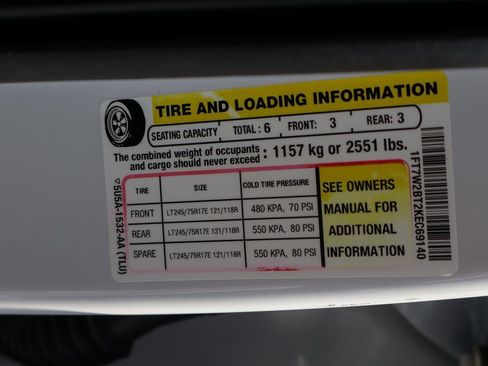 TIRE AND LOADING INFORMATION
SEATING CAPACITY TOTAL : 6 FRONT: 3 REAR: 3
The combined weight of occupants
and cargo should never exceed : 1157 kg or 2551 lbs.
TIRE SIZE COLD TIRE PRESSURE
FRONT LT245/75R17E 121/118R 480 KPA, 70 PSI
REAR LT245/75R17E 121/118R 550 KPA, 80 PSI
SPARE LT245/75R17E 121/118R 550 KPA, 80 PSI
SEE OWNERS
MANUAL FOR
ADDITIONAL
INFORMATION
5U5A-1532-AA (TLU)
1FT7W2BT2KEC69140